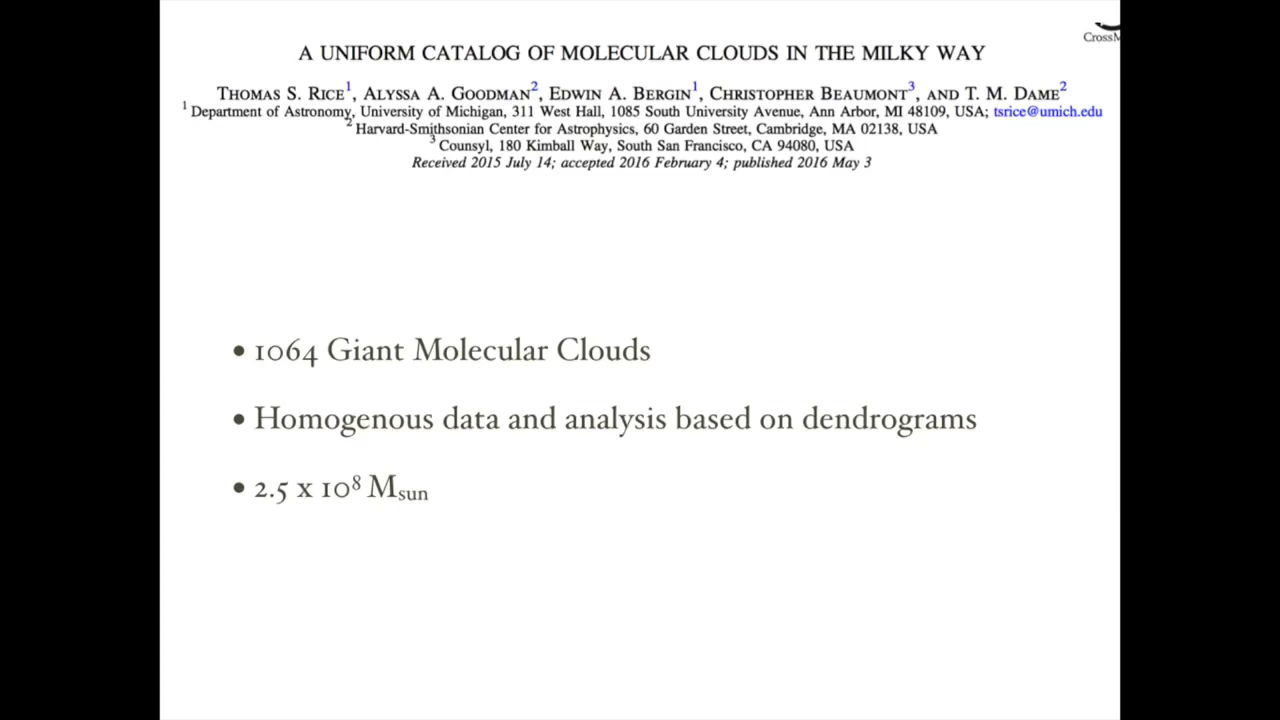 CrossM
A UNIFORM CATALOG OF MOLECULAR CLOUDS IN THE MILKY WAY
THOMAS S. RICE1, ALYSSA A. GOODMAN2, EDWIN A. BERGIN1, CHRISTOPHER BEAUMONT3, AND T. M. DAME2
1 Department of Astronomy, University of Michigan, 311 West Hall, 1085 South University Avenue, Ann Arbor, MI 48109, USA; tsrice@umich.edu
2 Harvard-Smithsonian Center for Astrophysics, 60 Garden Street, Cambridge, MA 02138, USA
3 Counsyl, 180 Kimball Way, South San Francisco, CA 94080, USA
Received 2015 July 14; accepted 2016 February 4; published 2016 May 3
• 1064 Giant Molecular Clouds
• Homogenous data and analysis based on dendrograms
• 2.5 x 10⁸ Msun